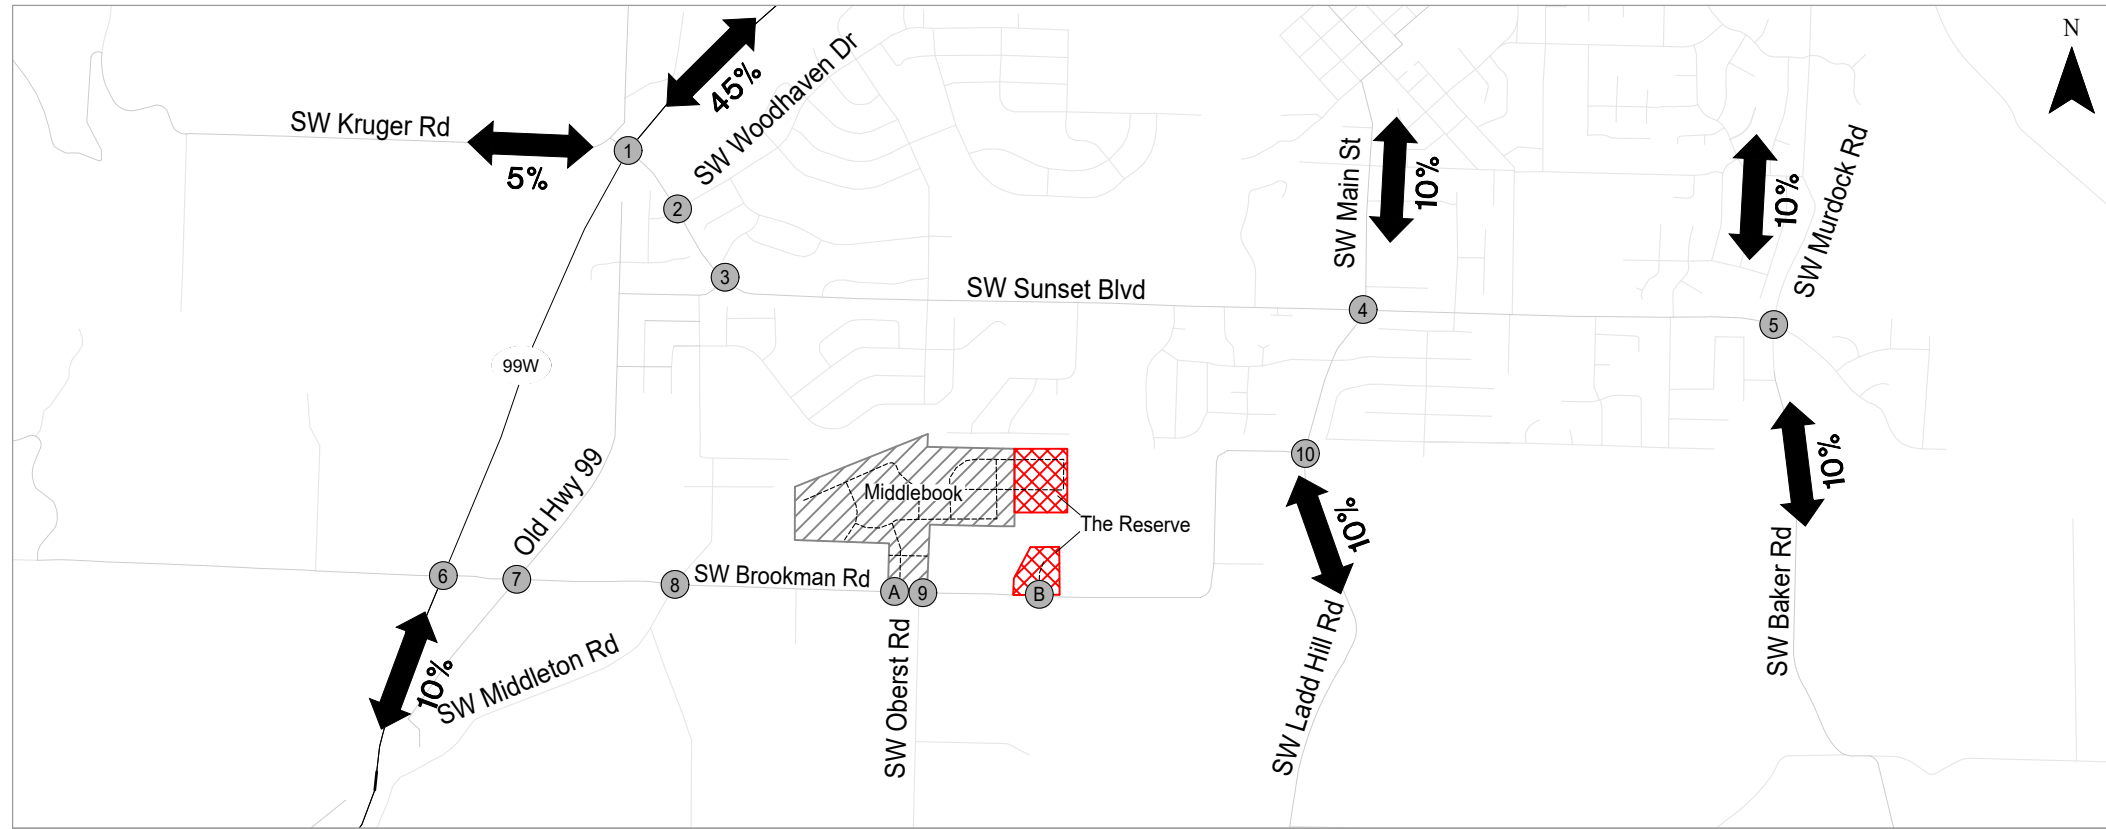 N
45%
SW Woodhaven Dr
SW Kruger Rd
5%
1
2
3
SW Main St
10%
10%
SW Murdock Rd
SW Sunset Blvd
4
5
99W
Old Hwy 99
Middlebook
The Reserve
10
10%
10%
6
7
8
SW Brookman Rd
A
9
B
10%
SW Middleton Rd
SW Oberst Rd
SW Ladd Hill Rd
SW Baker Rd